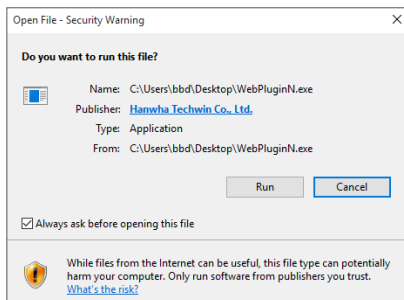 Open File - Security Warning
Do you want to run this file?
Name: C:\Users\bbd\Desktop\WebPluginN.exe
Publisher: Hanwha Techwin Co., Ltd.
Type: Application
From: C:\Users\bbd\Desktop\WebPluginN.exe
Run Cancel
Always ask before opening this file
While files from the Internet can be useful, this file type can potentially
harm your computer. Only run software from publishers you trust.
What's the risk?